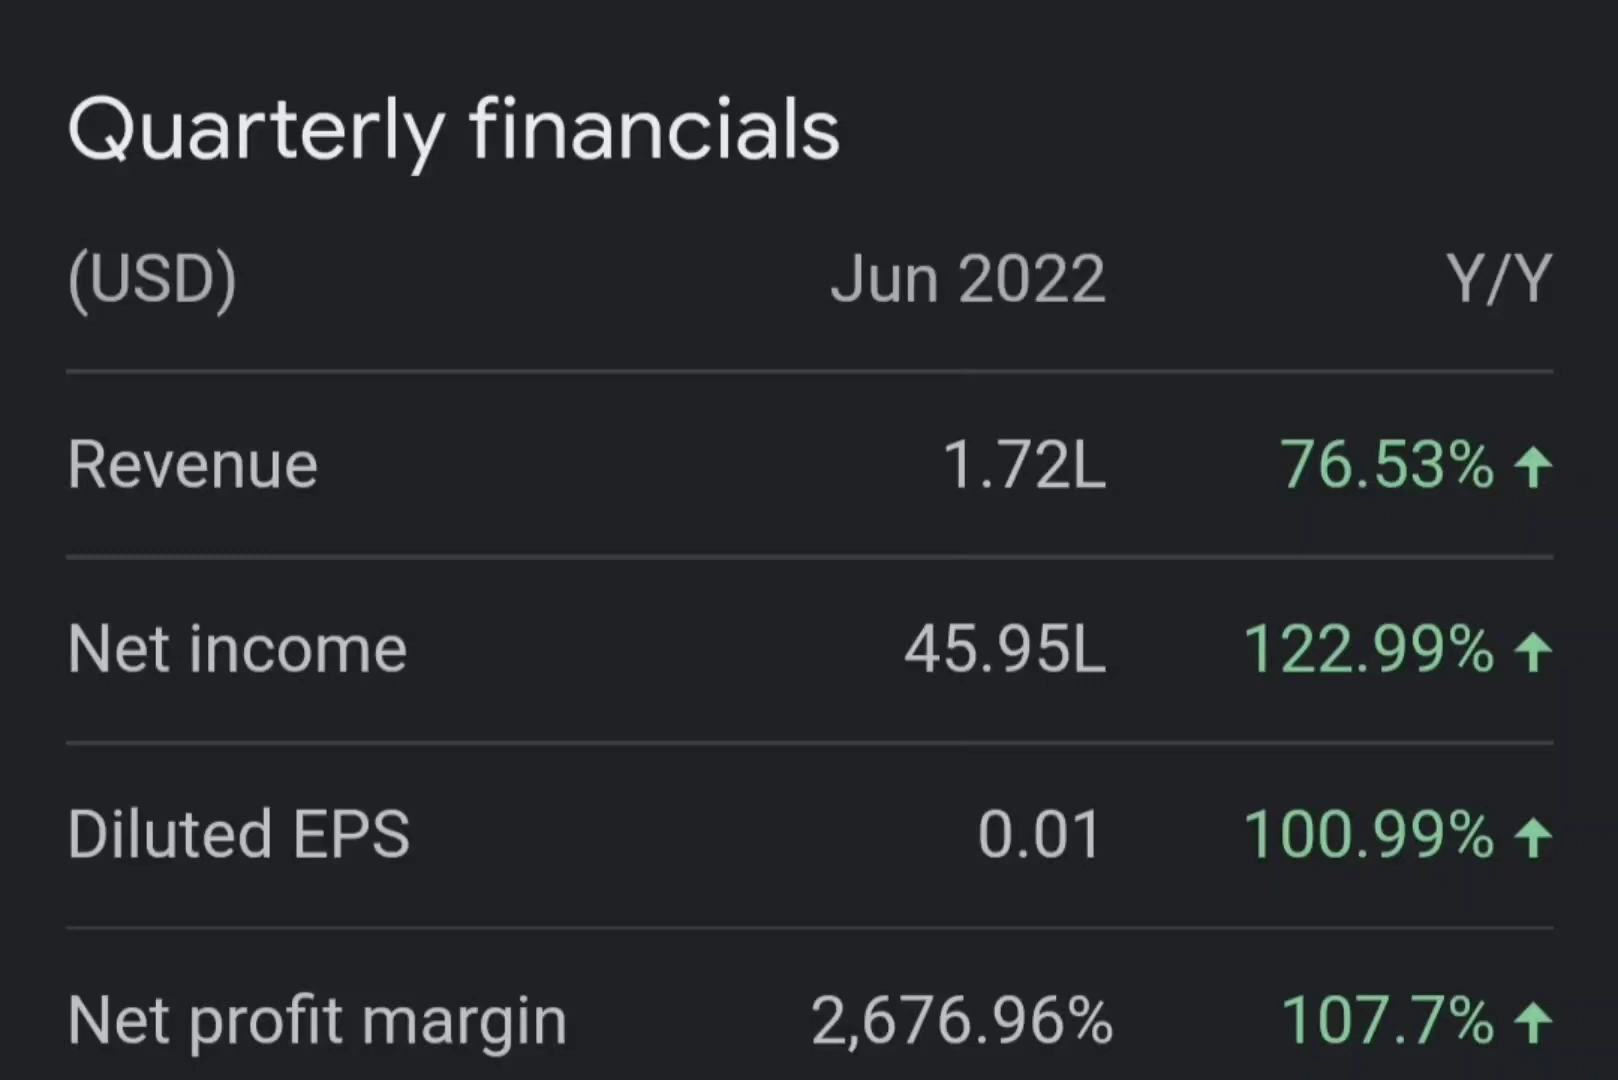 Quarterly financials
(USD) Jun 2022 Y/Y
Revenue 1.72L 76.53% ↑
Net income 45.95L 122.99% ↑
Diluted EPS 0.01 100.99% ↑
Net profit margin 2,676.96% 107.7% ↑